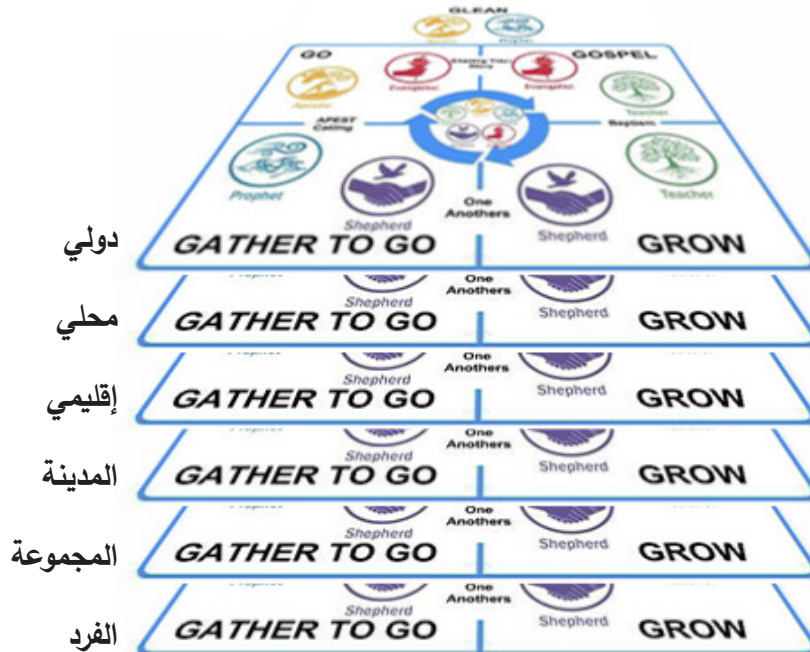 GLEAN
GO
GOSPEL
Evangelist
Evangelist
Apostle
Teacher
APEST
Calling
Baptism
Prophet
Teacher
One
Anothers
Shepherd
Shepherd
دولي
GATHER TO GO
GROW
One
Anothers
Shepherd
Shepherd
محلي
GATHER TO GO
GROW
One
Anothers
Shepherd
Shepherd
إقليمي
GATHER TO GO
GROW
One
Anothers
Shepherd
Shepherd
المدينة
GATHER TO GO
GROW
One
Anothers
Shepherd
Shepherd
المجموعة
GATHER TO GO
GROW
One
Anothers
Shepherd
Shepherd
الفرد
GATHER TO GO
GROW